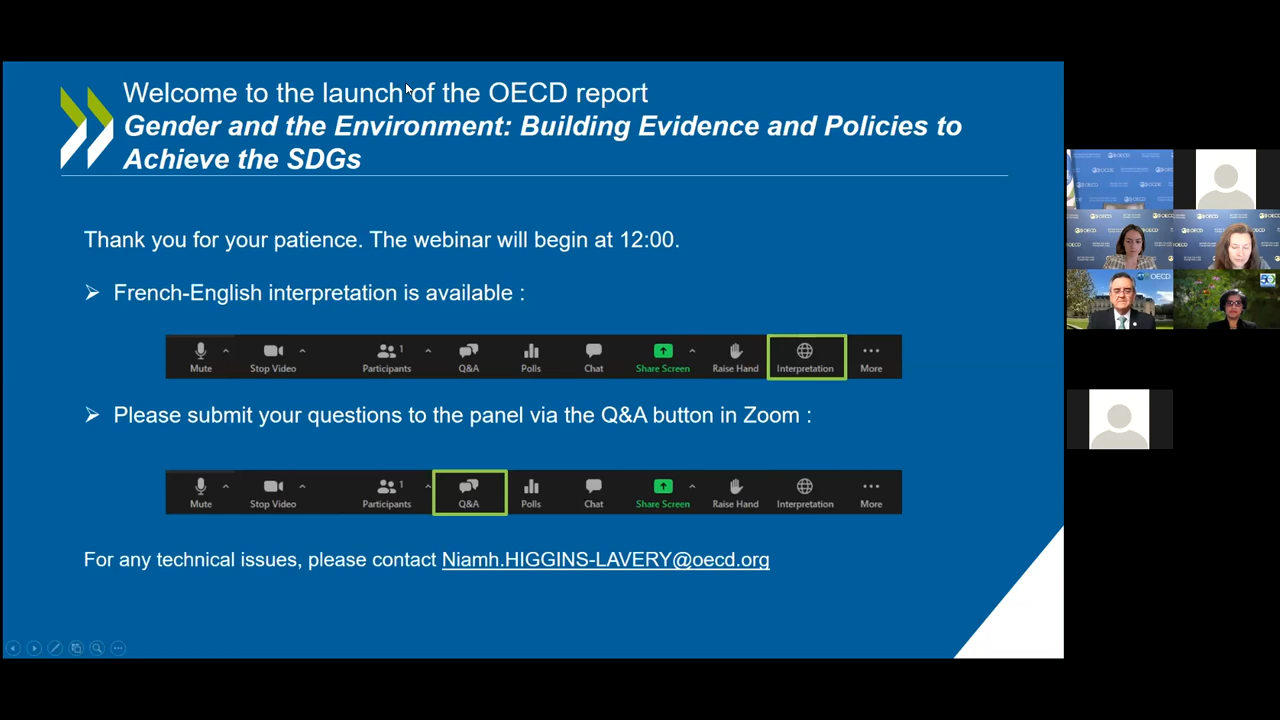 Welcome to the launch of the OECD report
Gender and the Environment: Building Evidence and Policies to
Achieve the SDGs
Thank you for your patience. The webinar will begin at 12:00.
➢ French-English interpretation is available :
1
Mute Stop Video Participants Q&A Polls Chat Share Screen Raise Hand Interpretation More
➢ Please submit your questions to the panel via the Q&A button in Zoom :
1
Mute Stop Video Participants Q&A Polls Chat Share Screen Raise Hand Interpretation More
For any technical issues, please contact Niamh.HIGGINS-LAVERY@oecd.org
OECD